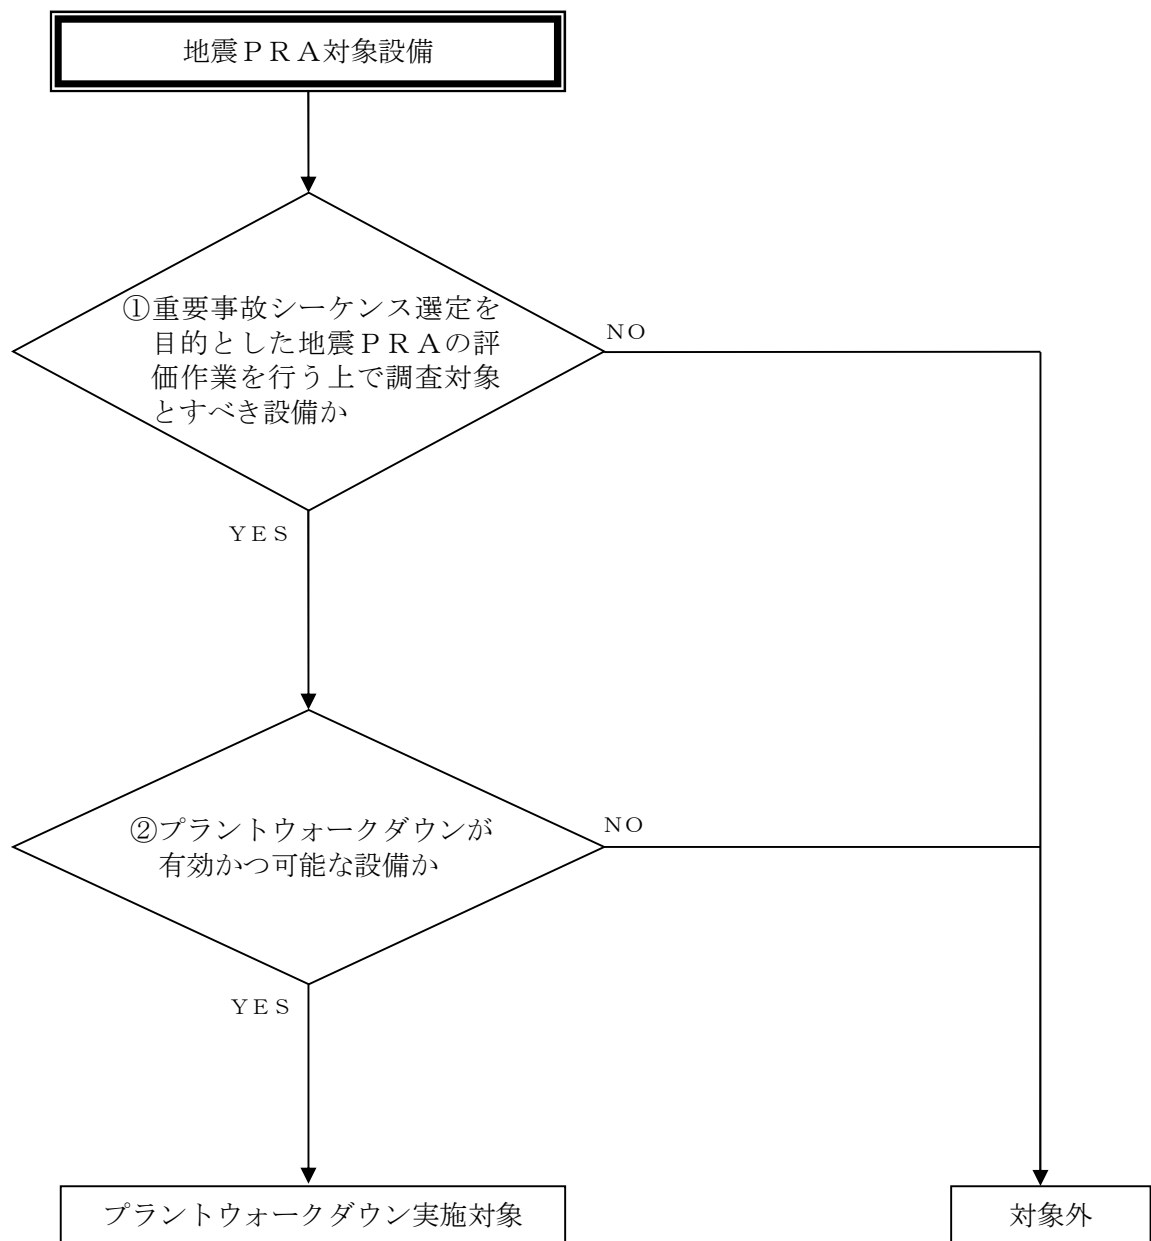 地震ＰＲＡ対象設備
①重要事故シーケンス選定を
目的とした地震ＰＲＡの評
価作業を行う上で調査対象
とすべき設備か
ＮＯ
ＹＥＳ
②プラントウォークダウンが
有効かつ可能な設備か
ＮＯ
ＹＥＳ
プラントウォークダウン実施対象
対象外